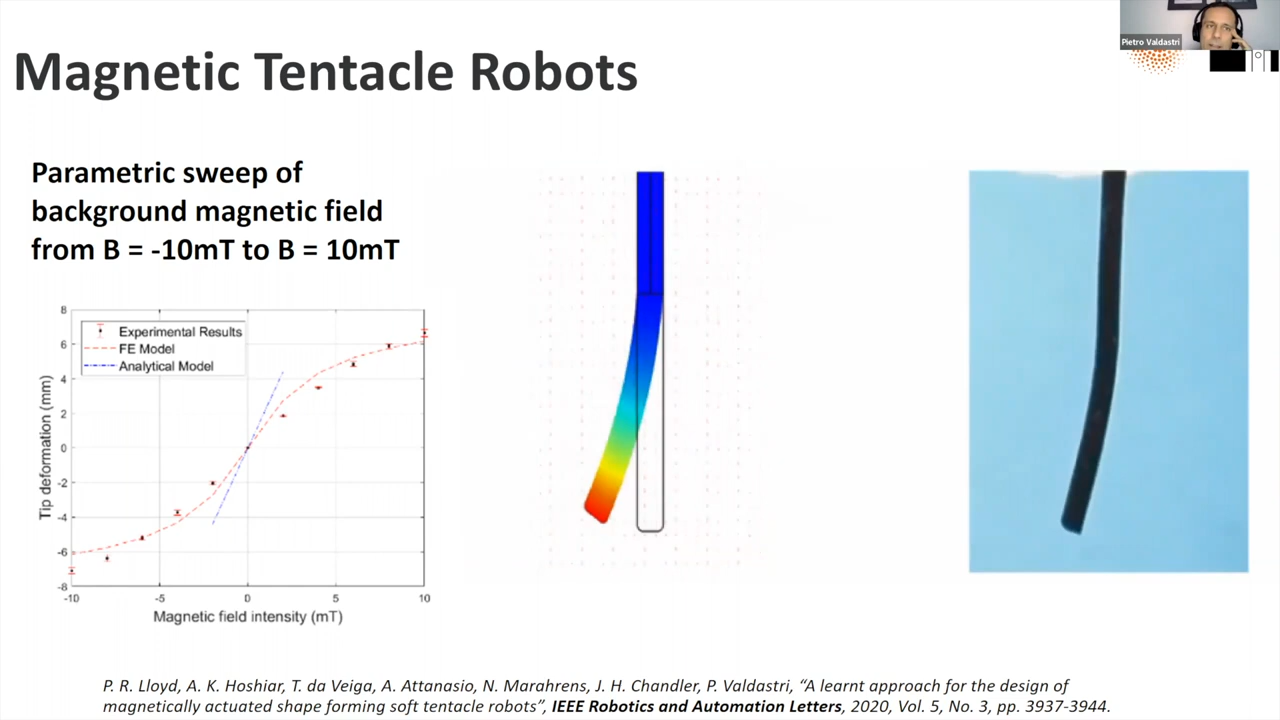 Pietro Valdastri
Magnetic Tentacle Robots
Parametric sweep of
background magnetic field
from B = -10mT to B = 10mT
Experimental Results
FE Model
Analytical Model
Tip deformation (mm)
8
6
4
2
0
-2
-4
-6
-8
-10
-5
0
5
10
Magnetic field intensity (mT)
P. R. Lloyd, A. K. Hoshiar, T. da Veiga, A. Attanasio, N. Marahrens, J. H. Chandler, P. Valdastri, “A learnt approach for the design of
magnetically actuated shape forming soft tentacle robots”, IEEE Robotics and Automation Letters, 2020, Vol. 5, No. 3, pp. 3937-3944.